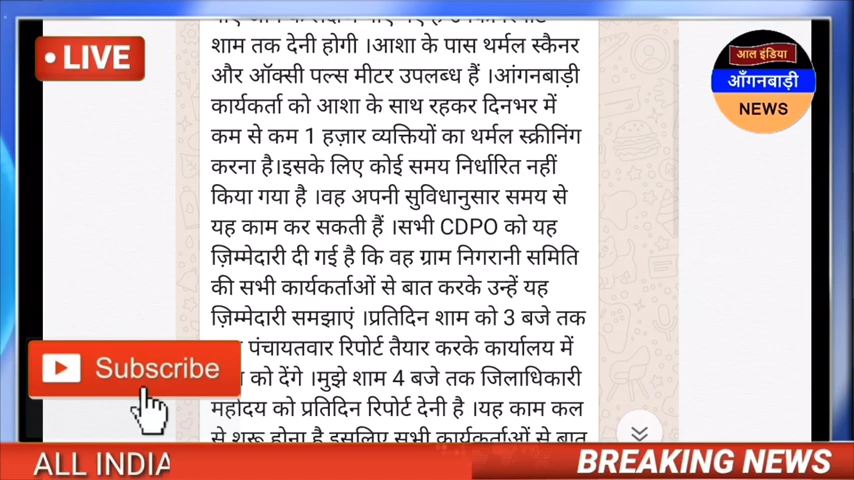 शाम तक देनी होगी ।आशा के पास थर्मल स्कैनर
और ऑक्सी पल्स मीटर उपलब्ध हैं ।आंगनबाड़ी
कार्यकर्ता को आशा के साथ रहकर दिनभर में
कम से कम 1 हज़ार व्यक्तियों का थर्मल स्क्रीनिंग
करना है।इसके लिए कोई समय निर्धारित नहीं
किया गया है ।वह अपनी सुविधानुसार समय से
यह काम कर सकती हैं ।सभी CDPO को यह
ज़िम्मेदारी दी गई है कि वह ग्राम निगरानी समिति
की सभी कार्यकर्ताओं से बात करके उन्हें यह
ज़िम्मेदारी समझाएं ।प्रतिदिन शाम को 3 बजे तक
पंचायतवार रिपोर्ट तैयार करके कार्यालय में
को देंगे ।मुझे शाम 4 बजे तक जिलाधिकारी
महोदय को प्रतिदिन रिपोर्ट देनी है ।यह काम कल
से शुरू होना है इसलिए सभी कार्यकर्ताओं से बात
LIVE
आल इंडिया
आँगनबाड़ी
NEWS
Subscribe
ALL INDIA
BREAKING NEWS